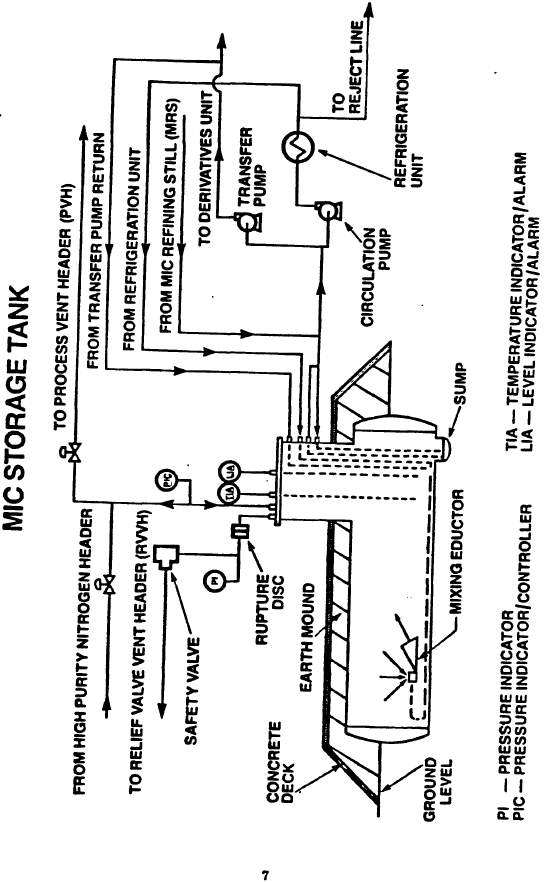 MIC STORAGE TANK
FROM HIGH PURITY NITROGEN HEADER
TO PROCESS VENT HEADER (PVH)
FROM TRANSFER PUMP RETURN
TO RELIEF VALVE VENT HEADER (RVVH)
FROM REFRIGERATION UNIT
PIC
FROM MIC REFINING STILL (MRS)
SAFETY VALVE
TO DERIVATIVES UNIT
PI
TIA
LIA
TRANSFER
PUMP
RUPTURE
DISC
CONCRETE
DECK
EARTH MOUND
TO
REJECT LINE
CIRCULATION
PUMP
REFRIGERATION
UNIT
GROUND
LEVEL
MIXING EDUCTOR
SUMP
PI — PRESSURE INDICATOR
PIC — PRESSURE INDICATOR/CONTROLLER
TIA — TEMPERATURE INDICATOR/ALARM
LIA — LEVEL INDICATOR/ALARM
7